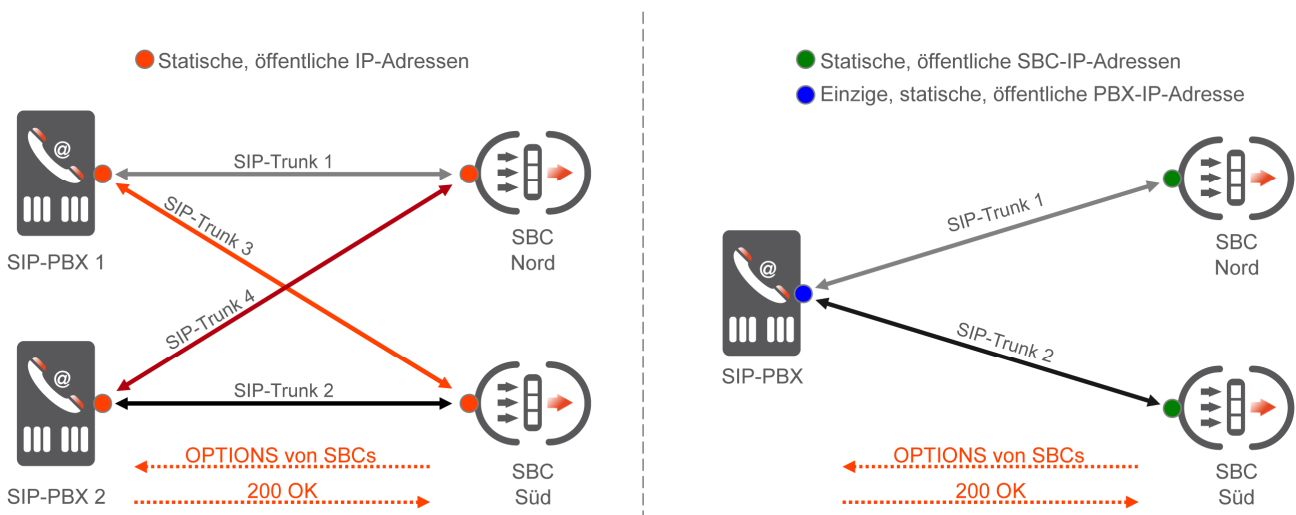 Statische, öffentliche IP-Adressen
@
SIP-PBX 1
SIP-Trunk 1
SIP-Trunk 3
SIP-Trunk 4
SBC
Nord
@
SIP-PBX 2
SIP-Trunk 2
SBC
Süd
OPTIONS von SBCs
200 OK
Statische, öffentliche SBC-IP-Adressen
Einzige, statische, öffentliche PBX-IP-Adresse
@
SIP-PBX
SIP-Trunk 1
SBC
Nord
SIP-Trunk 2
SBC
Süd
OPTIONS von SBCs
200 OK